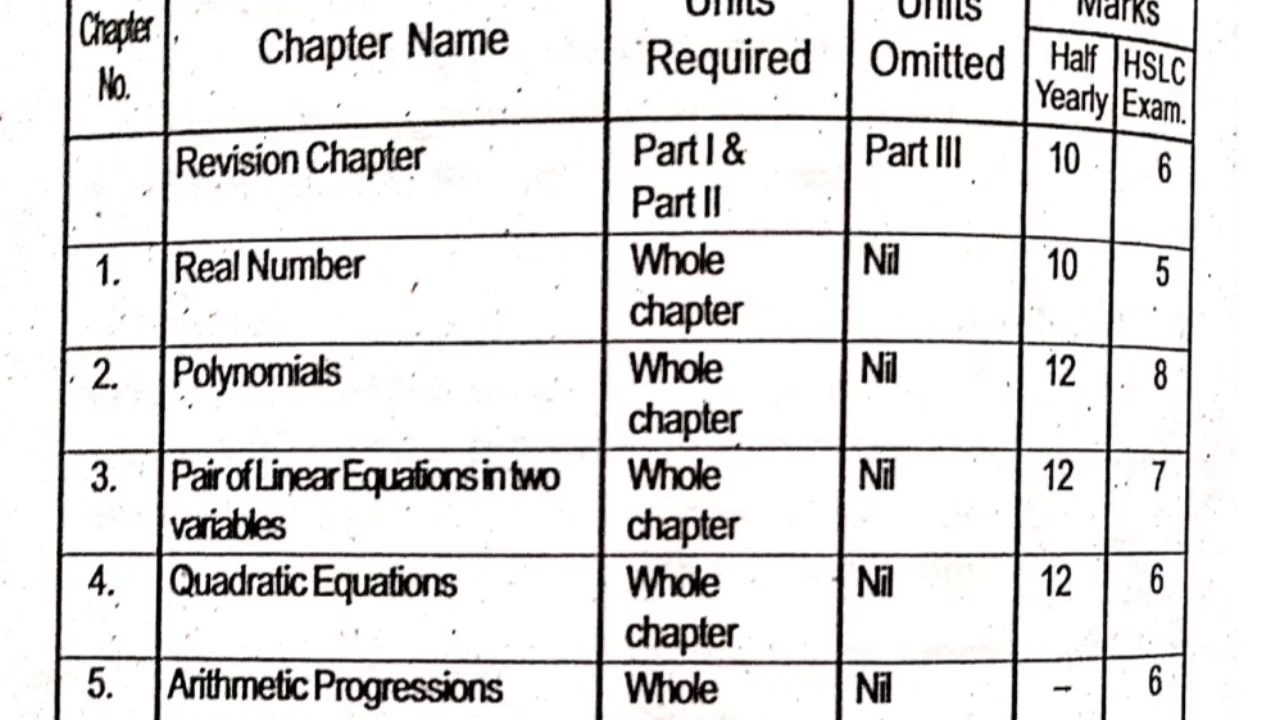 Units Units Marks
Chapter No. Chapter Name Required Omitted Half Yearly HSLC Exam.
Revision Chapter Part I & Part III 10 6
Part II
1. Real Number Whole Nil 10 5
chapter
2. Polynomials Whole Nil 12 8
chapter
3. Pair of Linear Equations in two Whole Nil 12 7
variables chapter
4. Quadratic Equations Whole Nil 12 6
chapter
5. Arithmetic Progressions Whole Nil – 6